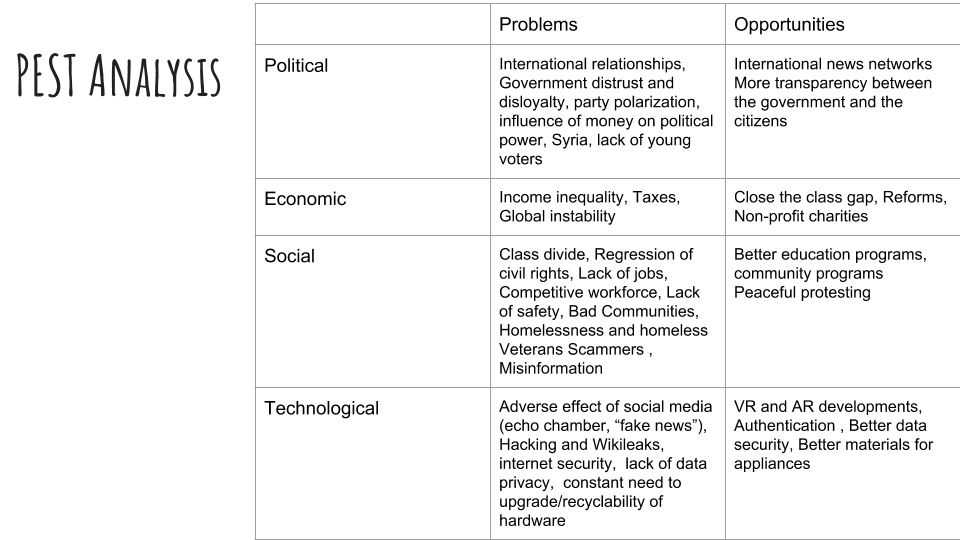 PEST Analysis
Problems
Opportunities
Political
International relationships,
Government distrust and
disloyalty, party polarization,
influence of money on political
power, Syria, lack of young
voters
International news networks
More transparency between
the government and the
citizens
Economic
Income inequality, Taxes,
Global instability
Close the class gap, Reforms,
Non-profit charities
Social
Class divide, Regression of
civil rights, Lack of jobs,
Competitive workforce, Lack
of safety, Bad Communities,
Homelessness and homeless
Veterans Scammers ,
Misinformation
Better education programs,
community programs
Peaceful protesting
Technological
Adverse effect of social media
(echo chamber, “fake news”),
Hacking and Wikileaks,
internet security,  lack of data
privacy,  constant need to
upgrade/recyclability of
hardware
VR and AR developments,
Authentication , Better data
security, Better materials for
appliances